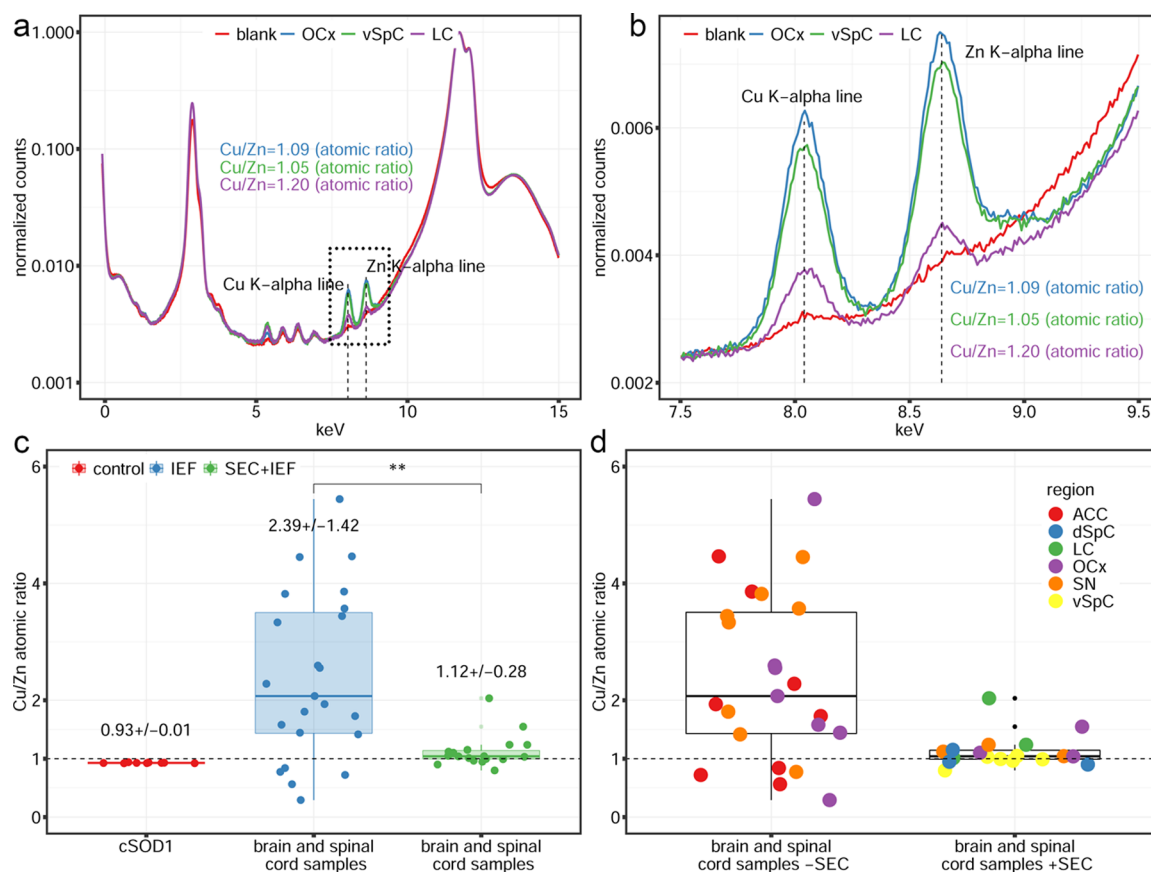 a
blank OCx vSpC LC
1.000
0.100
0.010
0.001
normalized counts
Cu/Zn=1.09 (atomic ratio)
Cu/Zn=1.05 (atomic ratio)
Cu/Zn=1.20 (atomic ratio)
Cu K-alpha line
Zn K-alpha line
0 5 10 15
keV
b
blank OCx vSpC LC
Zn K-alpha line
Cu K-alpha line
0.006
0.004
0.002
normalized counts
Cu/Zn=1.09 (atomic ratio)
Cu/Zn=1.05 (atomic ratio)
Cu/Zn=1.20 (atomic ratio)
7.5 8.0 8.5 9.0 9.5
keV
c
control IEF SEC+IEF
**
6
4
2
1
0
Cu/Zn atomic ratio
2.39+/-1.42
1.12+/-0.28
0.93+/-0.01
cSOD1
brain and spinal
cord samples
brain and spinal
cord samples
d
6
4
2
1
0
Cu/Zn atomic ratio
region
ACC
dSpC
LC
OCx
SN
vSpC
brain and spinal
cord samples -SEC
brain and spinal
cord samples +SEC